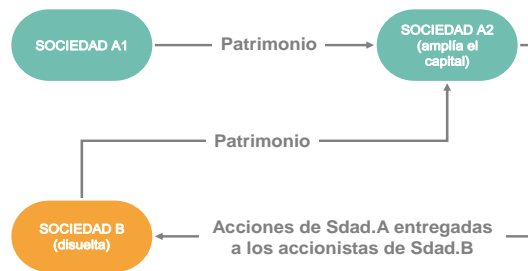 SOCIEDAD A1
Patrimonio
SOCIEDAD A2
(amplía el
capital)
Patrimonio
SOCIEDAD B
(disuelta)
Acciones de Sdad.A entregadas
a los accionistas de Sdad.B